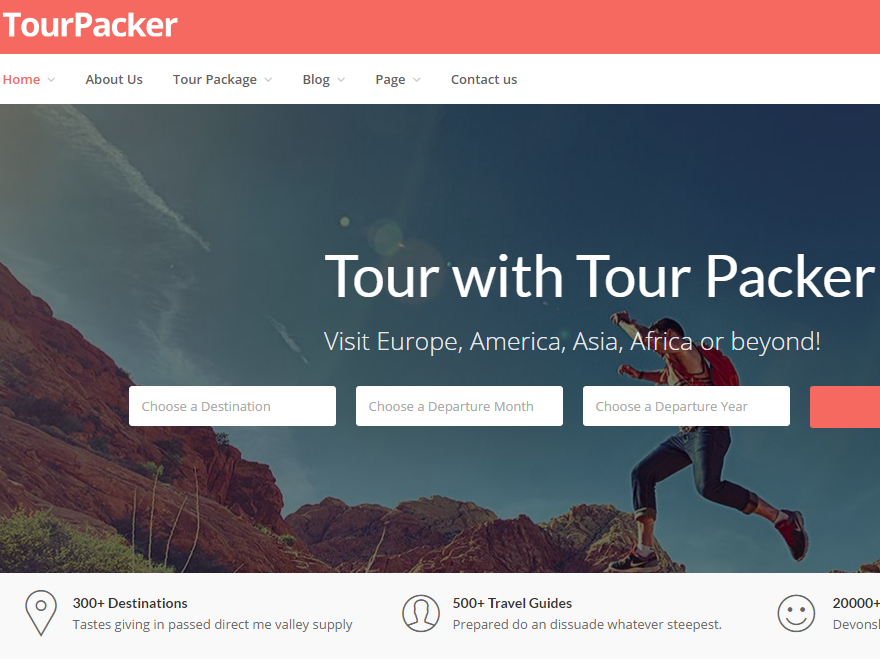 TourPacker
Home About Us Tour Package Blog Page Contact us
Tour with Tour Packer
Visit Europe, America, Asia, Africa or beyond!
Choose a Destination Choose a Departure Month Choose a Departure Year
300+ Destinations 500+ Travel Guides 20000+
Tastes giving in passed direct me valley supply Prepared do an dissuade whatever steepest.